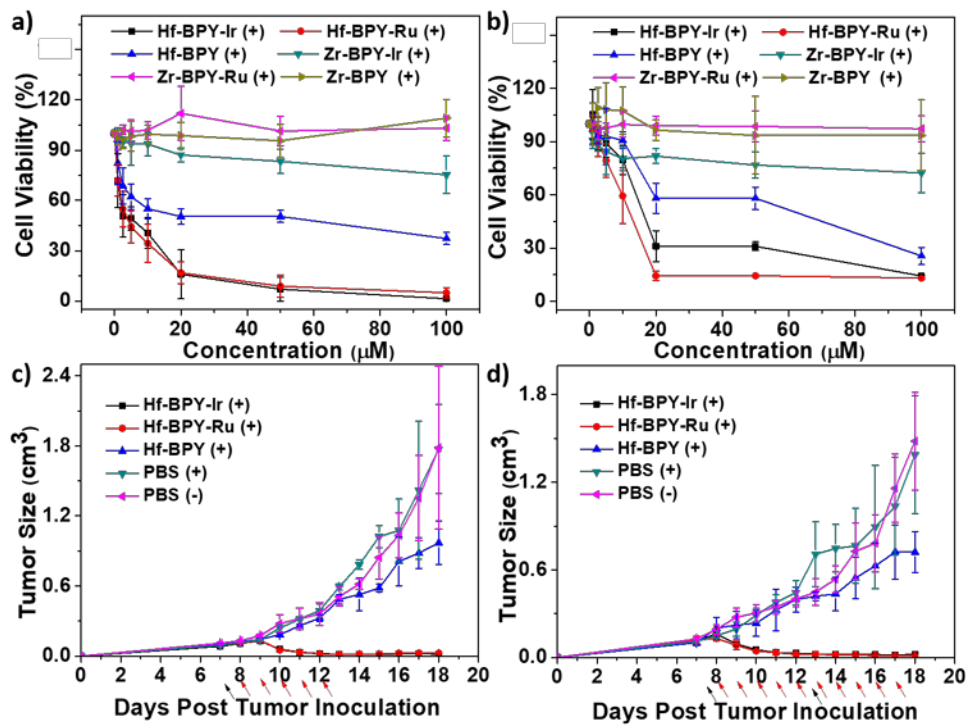 a)
Hf-BPY-Ir (+) Hf-BPY-Ru (+)
Hf-BPY (+) Zr-BPY-Ir (+)
Zr-BPY-Ru (+) Zr-BPY (+)
120
90
60
30
0
Cell Viability (%)
0 20 40 60 80 100
Concentration (μM)
b)
Hf-BPY-Ir (+) Hf-BPY-Ru (+)
Hf-BPY (+) Zr-BPY-Ir (+)
Zr-BPY-Ru (+) Zr-BPY (+)
120
90
60
30
0
Cell Viability (%)
0 20 40 60 80 100
Concentration (μM)
c)
2.4
1.8
1.2
0.6
0.0
Tumor Size (cm³)
Hf-BPY-Ir (+)
Hf-BPY-Ru (+)
Hf-BPY (+)
PBS (+)
PBS (-)
0 2 4 6 8 10 12 14 16 18 20
Days Post Tumor Inoculation
d)
1.8
1.2
0.6
0.0
Tumor Size (cm³)
Hf-BPY-Ir (+)
Hf-BPY-Ru (+)
Hf-BPY (+)
PBS (+)
PBS (-)
0 2 4 6 8 10 12 14 16 18 20
Days Post Tumor Inoculation